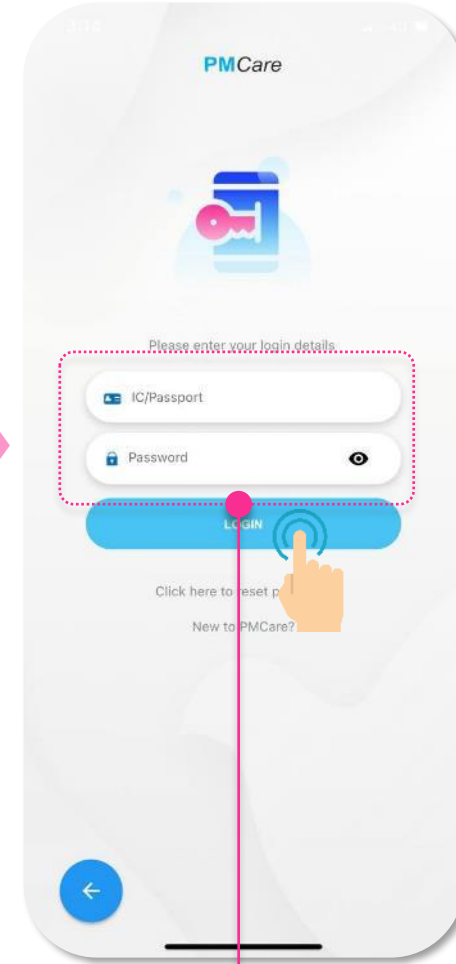 PMCare
Please enter your login details
IC/Passport
Password
LOGIN
Click here to reset p
New to PMCare?